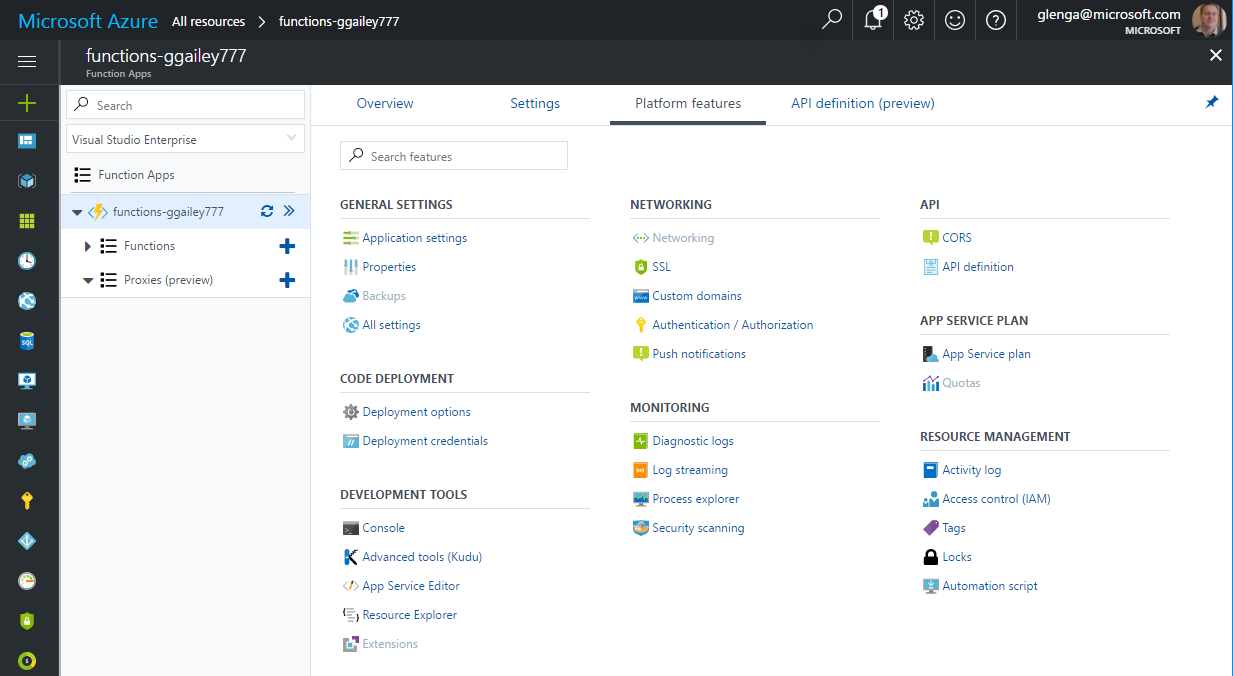 Microsoft Azure All resources > functions-ggailey777
1
glenga@microsoft.com
MICROSOFT
functions-ggailey777
Function Apps
Search
Visual Studio Enterprise
Function Apps
functions-ggailey777
Functions
Proxies (preview)
Overview
Settings
Platform features
API definition (preview)
Search features
GENERAL SETTINGS
Application settings
Properties
Backups
All settings
CODE DEPLOYMENT
Deployment options
Deployment credentials
DEVELOPMENT TOOLS
Console
Advanced tools (Kudu)
App Service Editor
Resource Explorer
Extensions
NETWORKING
Networking
SSL
Custom domains
Authentication / Authorization
Push notifications
MONITORING
Diagnostic logs
Log streaming
Process explorer
Security scanning
API
CORS
API definition
APP SERVICE PLAN
App Service plan
Quotas
RESOURCE MANAGEMENT
Activity log
Access control (IAM)
Tags
Locks
Automation script
SQL